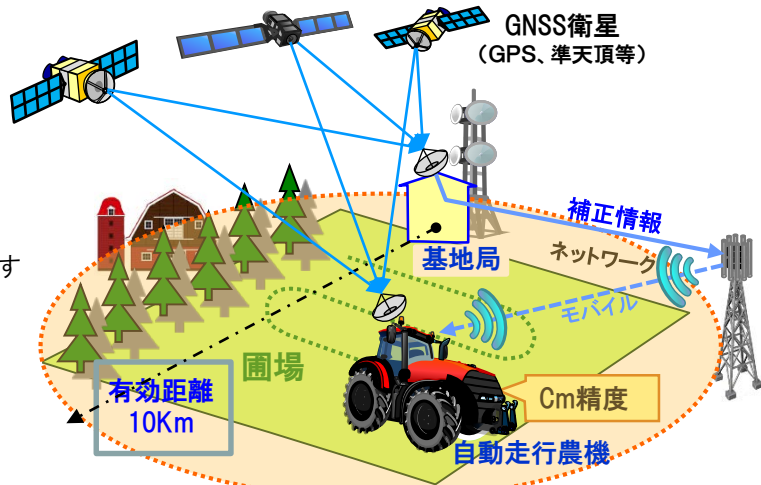 GNSS衛星
(GPS、準天頂等)
補正情報
ネットワーク
基地局
す
モバイル
圃場
有効距離
10Km
Cm精度
自動走行農機